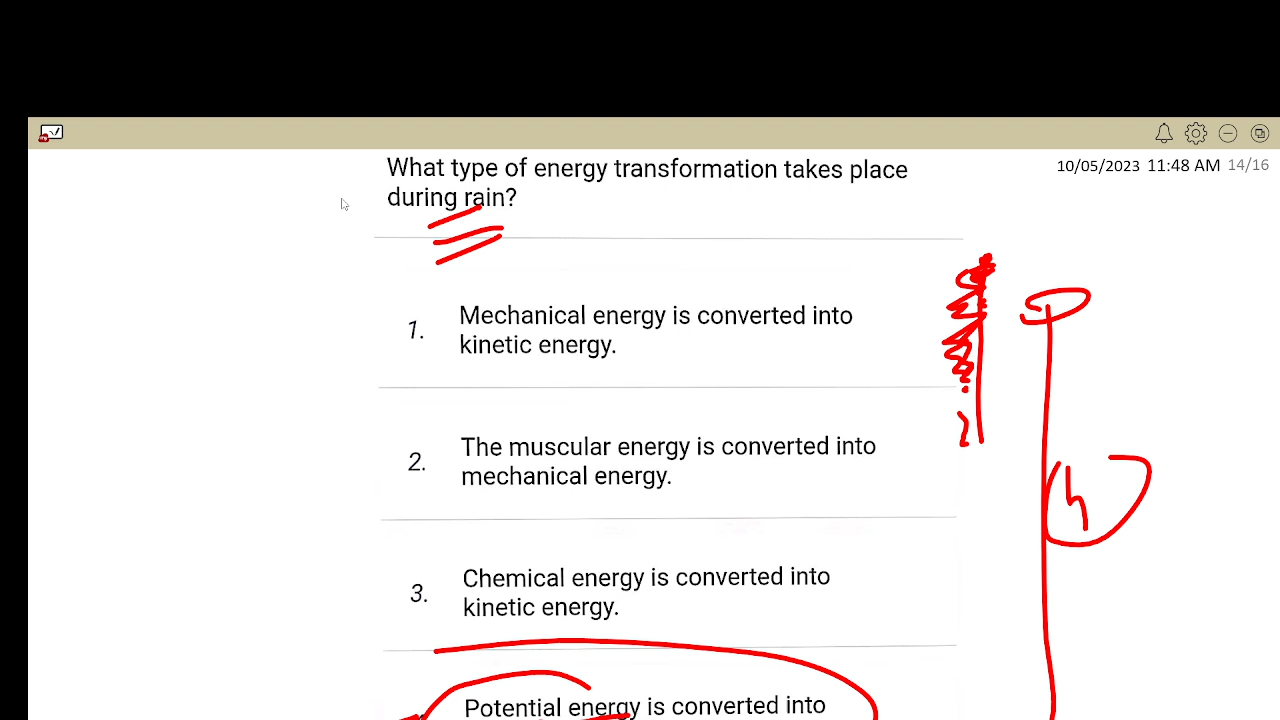 10/05/2023 11:48 AM 14/16
What type of energy transformation takes place
during rain?
1. Mechanical energy is converted into
kinetic energy.
2. The muscular energy is converted into
mechanical energy.
3. Chemical energy is converted into
kinetic energy.
Potential energy is converted into
h